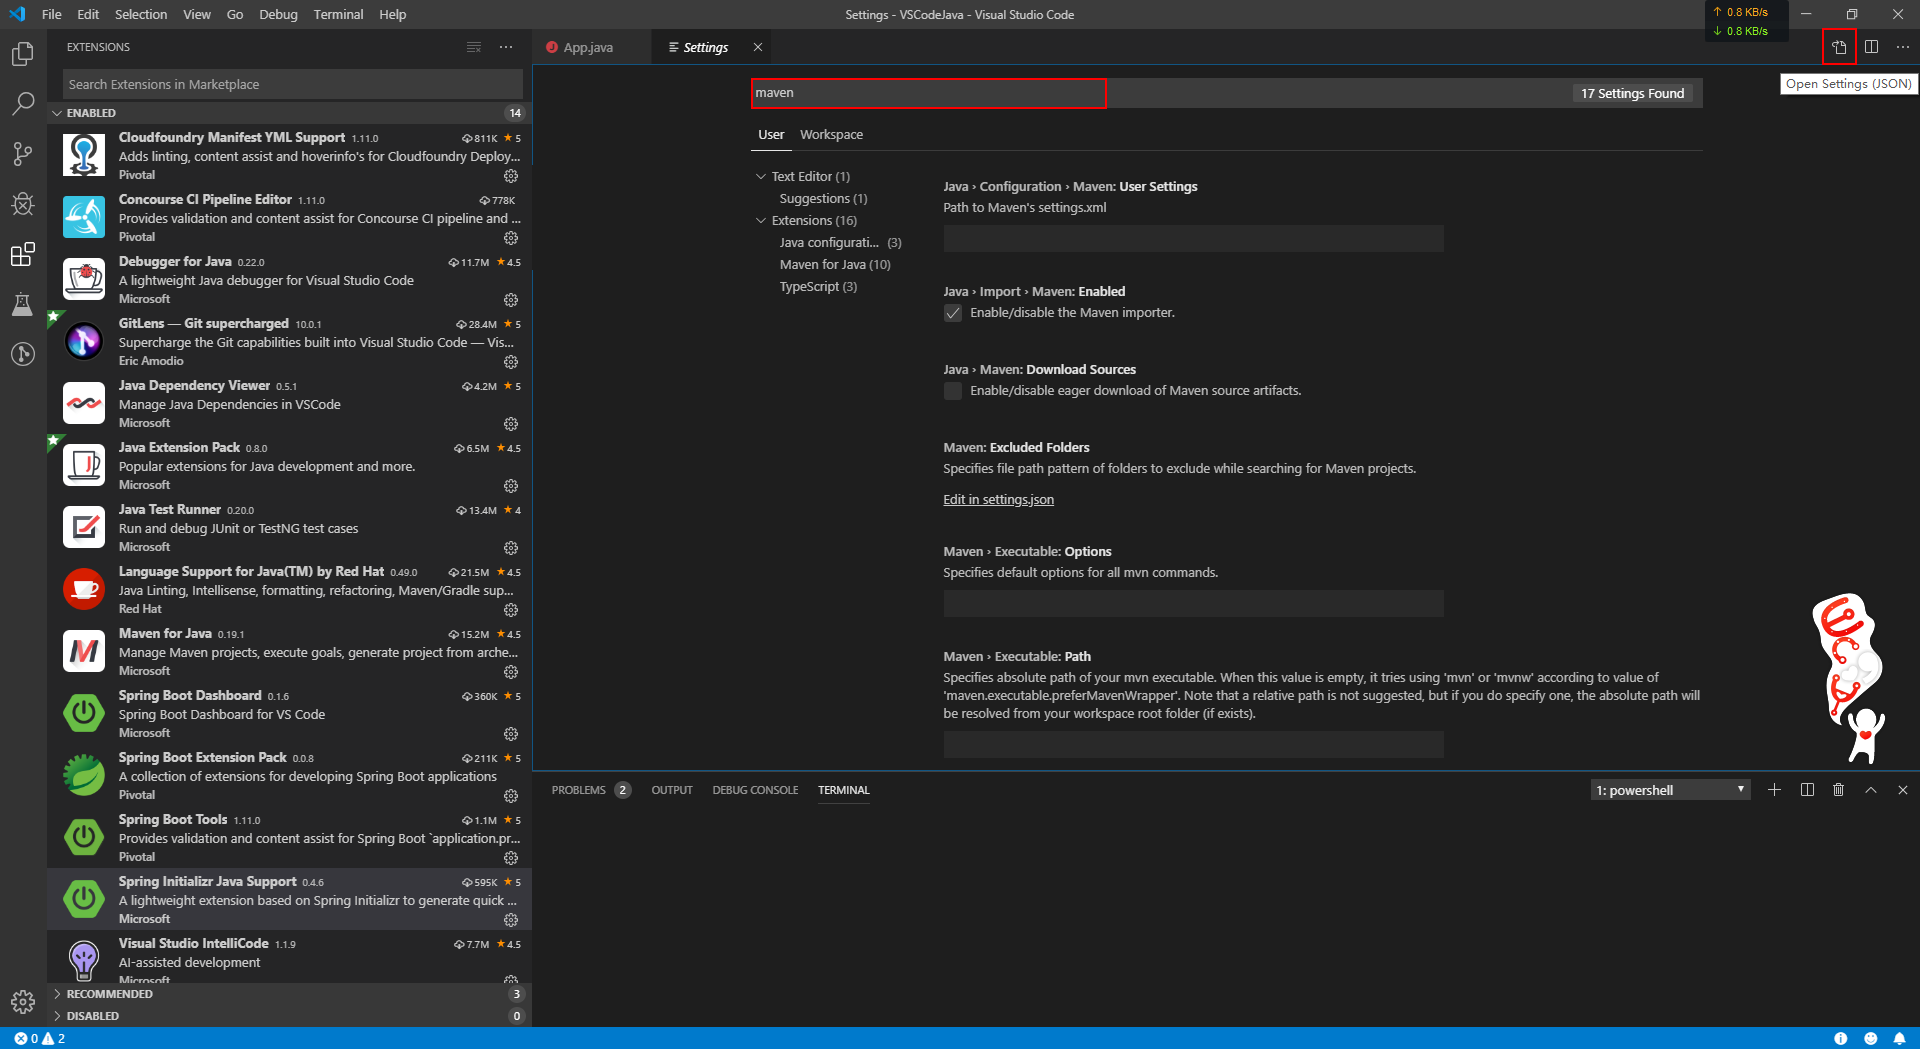 File Edit Selection View Go Debug Terminal Help
Settings - VSCodeJava - Visual Studio Code
↑ 0.8 KB/s
↓ 0.8 KB/s
EXTENSIONS
App.java
Settings
Open Settings (JSON)
Search Extensions in Marketplace
ENABLED 14
Cloudfoundry Manifest YML Support 1.11.0 811K ★ 5
Adds linting, content assist and hoverinfo's for Cloudfoundry Deploy...
Pivotal
Concourse CI Pipeline Editor 1.11.0 778K
Provides validation and content assist for Concourse CI pipeline and ...
Pivotal
Debugger for Java 0.22.0 11.7M ★ 4.5
A lightweight Java debugger for Visual Studio Code
Microsoft
GitLens — Git supercharged 10.0.1 28.4M ★ 5
Supercharge the Git capabilities built into Visual Studio Code — Vis...
Eric Amodio
Java Dependency Viewer 0.5.1 4.2M ★ 5
Manage Java Dependencies in VSCode
Microsoft
Java Extension Pack 0.8.0 6.5M ★ 4.5
Popular extensions for Java development and more.
Microsoft
Java Test Runner 0.20.0 13.4M ★ 4
Run and debug JUnit or TestNG test cases
Microsoft
Language Support for Java(TM) by Red Hat 0.49.0 21.5M ★ 4.5
Java Linting, Intellisense, formatting, refactoring, Maven/Gradle sup...
Red Hat
Maven for Java 0.19.1 15.2M ★ 4.5
Manage Maven projects, execute goals, generate project from arche...
Microsoft
Spring Boot Dashboard 0.1.6 360K ★ 5
Spring Boot Dashboard for VS Code
Microsoft
Spring Boot Extension Pack 0.0.8 211K ★ 5
A collection of extensions for developing Spring Boot applications
Pivotal
Spring Boot Tools 1.11.0 1.1M ★ 5
Provides validation and content assist for Spring Boot `application.pr...
Pivotal
Spring Initializr Java Support 0.4.6 595K ★ 5
A lightweight extension based on Spring Initializr to generate quick ...
Microsoft
Visual Studio IntelliCode 1.1.9 7.7M ★ 4.5
AI-assisted development
Microsoft
RECOMMENDED 3
DISABLED 0
maven
17 Settings Found
User Workspace
Text Editor (1)
Suggestions (1)
Extensions (16)
Java configurati... (3)
Maven for Java (10)
TypeScript (3)
Java › Configuration › Maven: User Settings
Path to Maven's settings.xml
Java › Import › Maven: Enabled
Enable/disable the Maven importer.
Java › Maven: Download Sources
Enable/disable eager download of Maven source artifacts.
Maven: Excluded Folders
Specifies file path pattern of folders to exclude while searching for Maven projects.
Edit in settings.json
Maven › Executable: Options
Specifies default options for all mvn commands.
Maven › Executable: Path
Specifies absolute path of your mvn executable. When this value is empty, it tries using 'mvn' or 'mvnw' according to value of
'maven.executable.preferMavenWrapper'. Note that a relative path is not suggested, but if you do specify one, the absolute path will
be resolved from your workspace root folder (if exists).
PROBLEMS 2 OUTPUT DEBUG CONSOLE TERMINAL
1: powershell
0 2